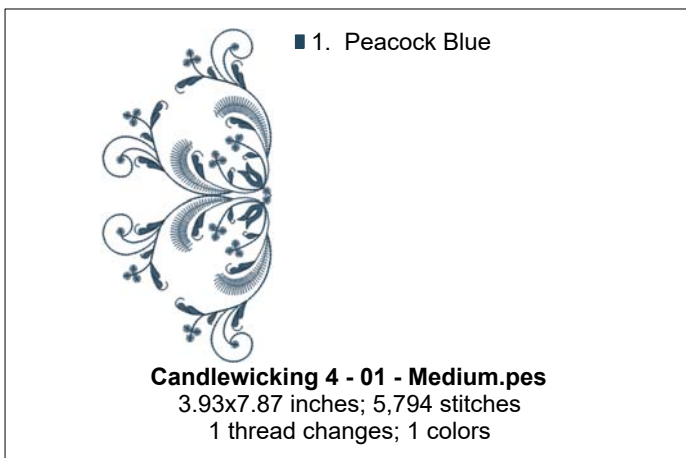 1. Peacock Blue
Candlewicking 4 - 01 - Medium.pes
3.93x7.87 inches; 5,794 stitches
1 thread changes; 1 colors